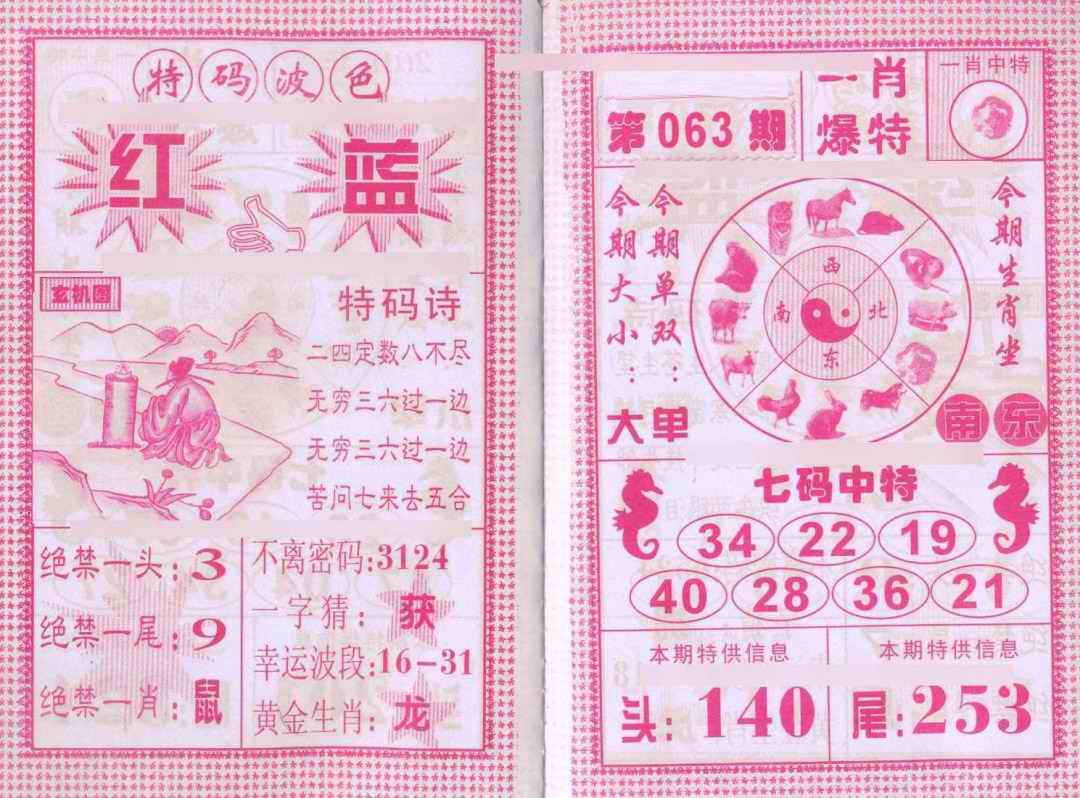 特码波色
红 蓝
玄机图
特码诗
二四定数八不尽
无穷三六过一边
无穷三六过一边
苦问七来去五合
绝禁一头:3
绝禁一尾:9
绝禁一肖:鼠
不离密码:3124
一字猜:获
幸运波段:16-31
黄金生肖:龙
第063期
一肖
爆特
一肖中特
今期大小:大
今期单双:单
西
南 北
东
今期生肖坐
南东
七码中特
34 22 19
40 28 36 21
本期特供信息
头:140
本期特供信息
尾:253